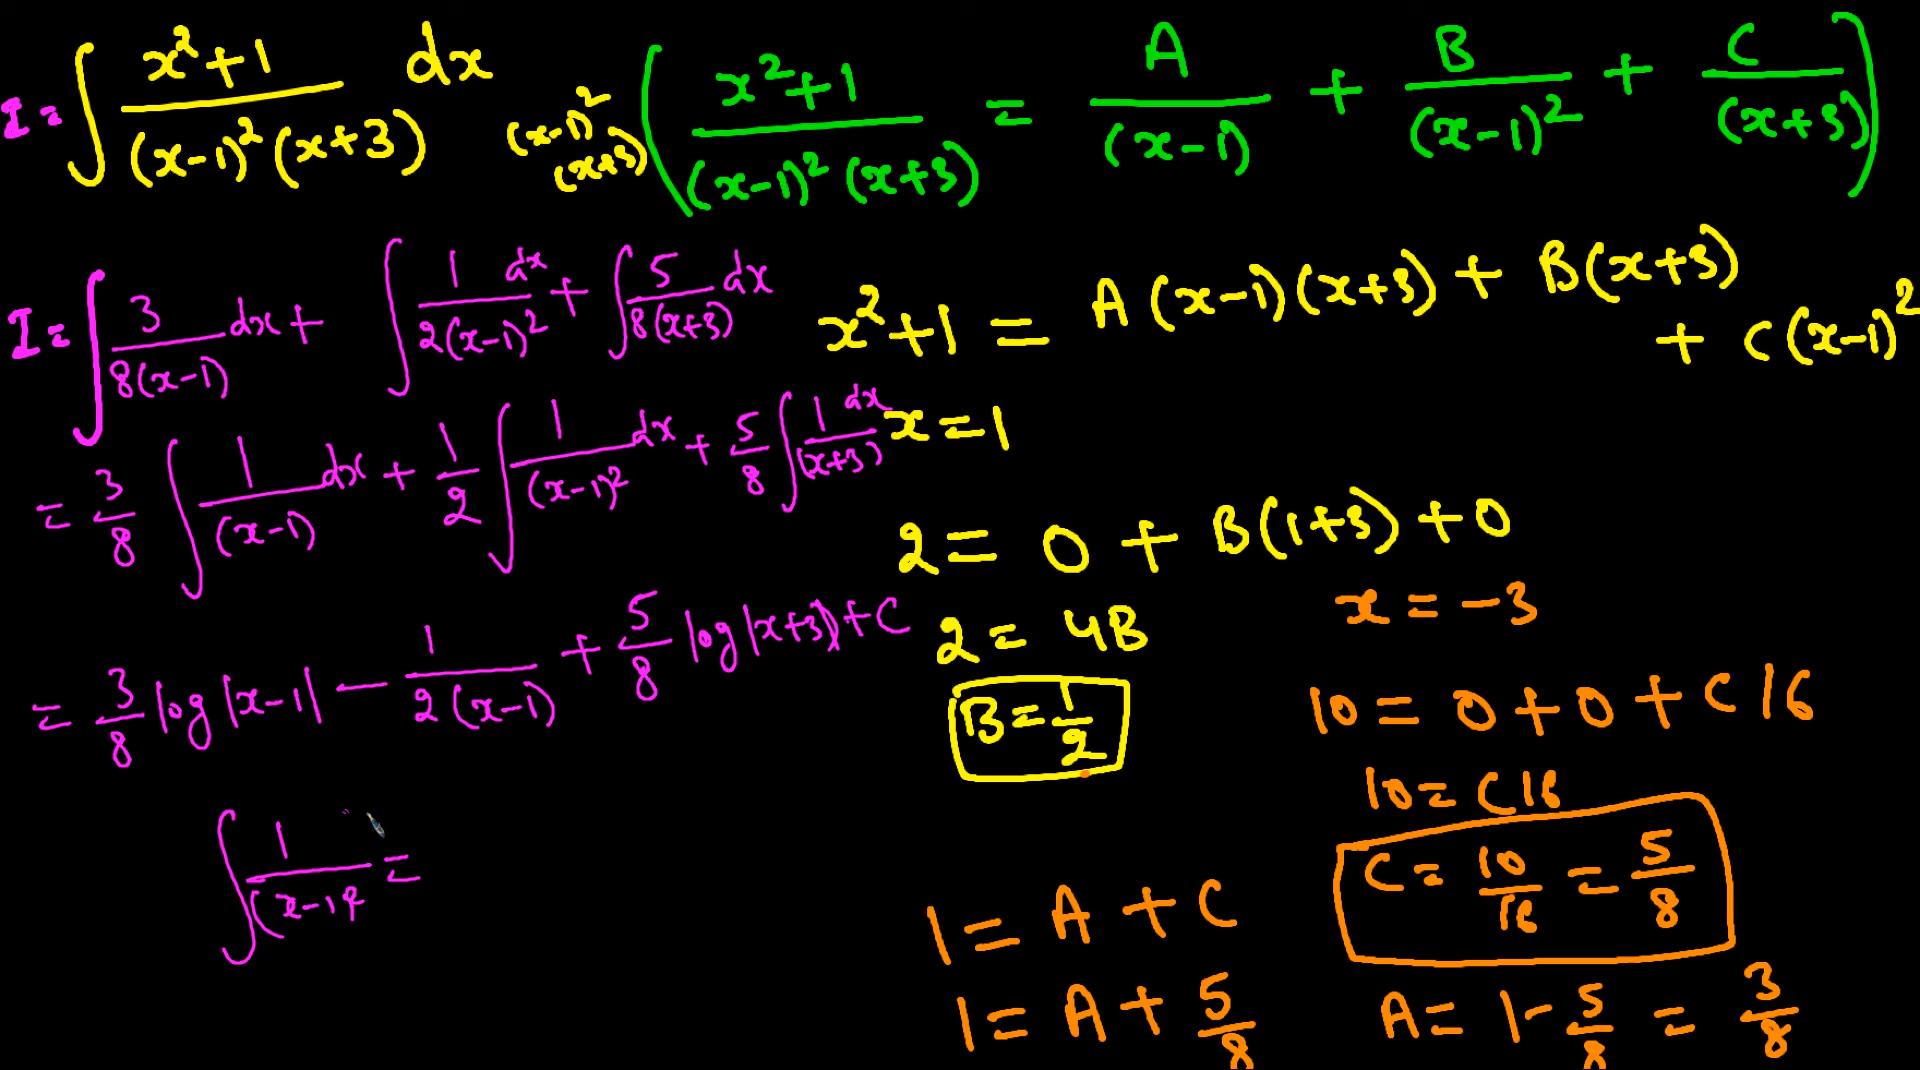 I = ∫ x²+1 / (x-1)²(x+3) dx
(x-1)²
(x+3)
( x²+1 / (x-1)²(x+3) = A / (x-1) + B / (x-1)² + C / (x+3) )
I = ∫ 3 / 8(x-1) dx + ∫ 1 / 2(x-1)² dx + ∫ 5 / 8(x+3) dx
= 3/8 ∫ 1 / (x-1) dx + 1/2 ∫ 1 / (x-1)² dx + 5/8 ∫ 1 / (x+3) dx
= 3/8 log|x-1| - 1 / 2(x-1) + 5/8 log|x+3| + C
∫ 1 / (x-1)² =
x²+1 = A(x-1)(x+3) + B(x+3)
+ C(x-1)²
x=1
2 = 0 + B(1+3) + 0
2 = 4B
B = 1/2
x = -3
10 = 0 + 0 + C 16
10 = C 16
C = 10/16 = 5/8
1 = A + C
1 = A + 5/8
A = 1 - 5/8 = 3/8